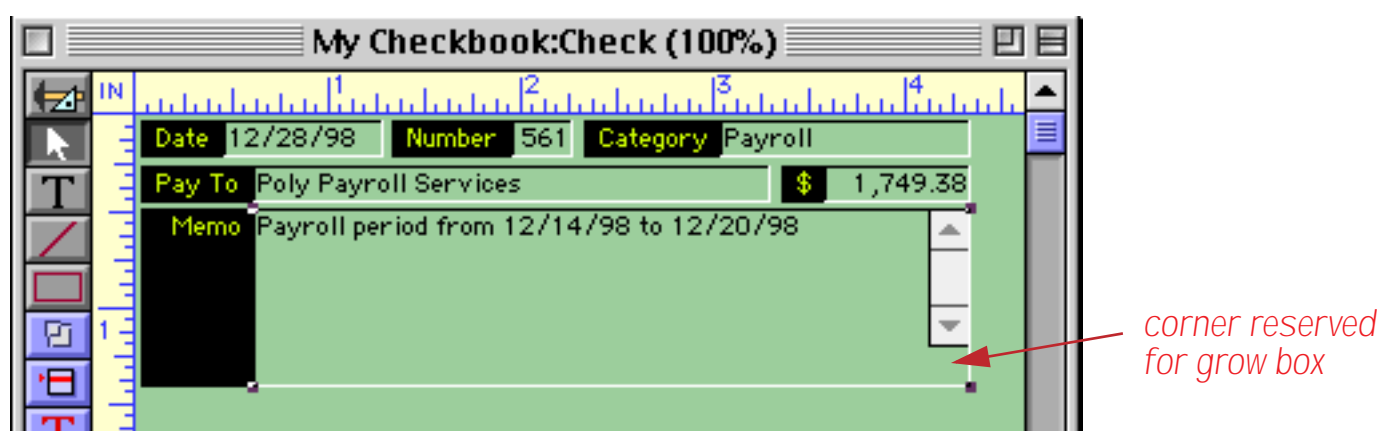 My Checkbook:Check (100%)
IN 1 2 3 4
Date 12/28/98 Number 561 Category Payroll
T Pay To Poly Payroll Services $ 1,749.38
Memo Payroll period from 12/14/98 to 12/20/98
1
corner reserved
for grow box
T